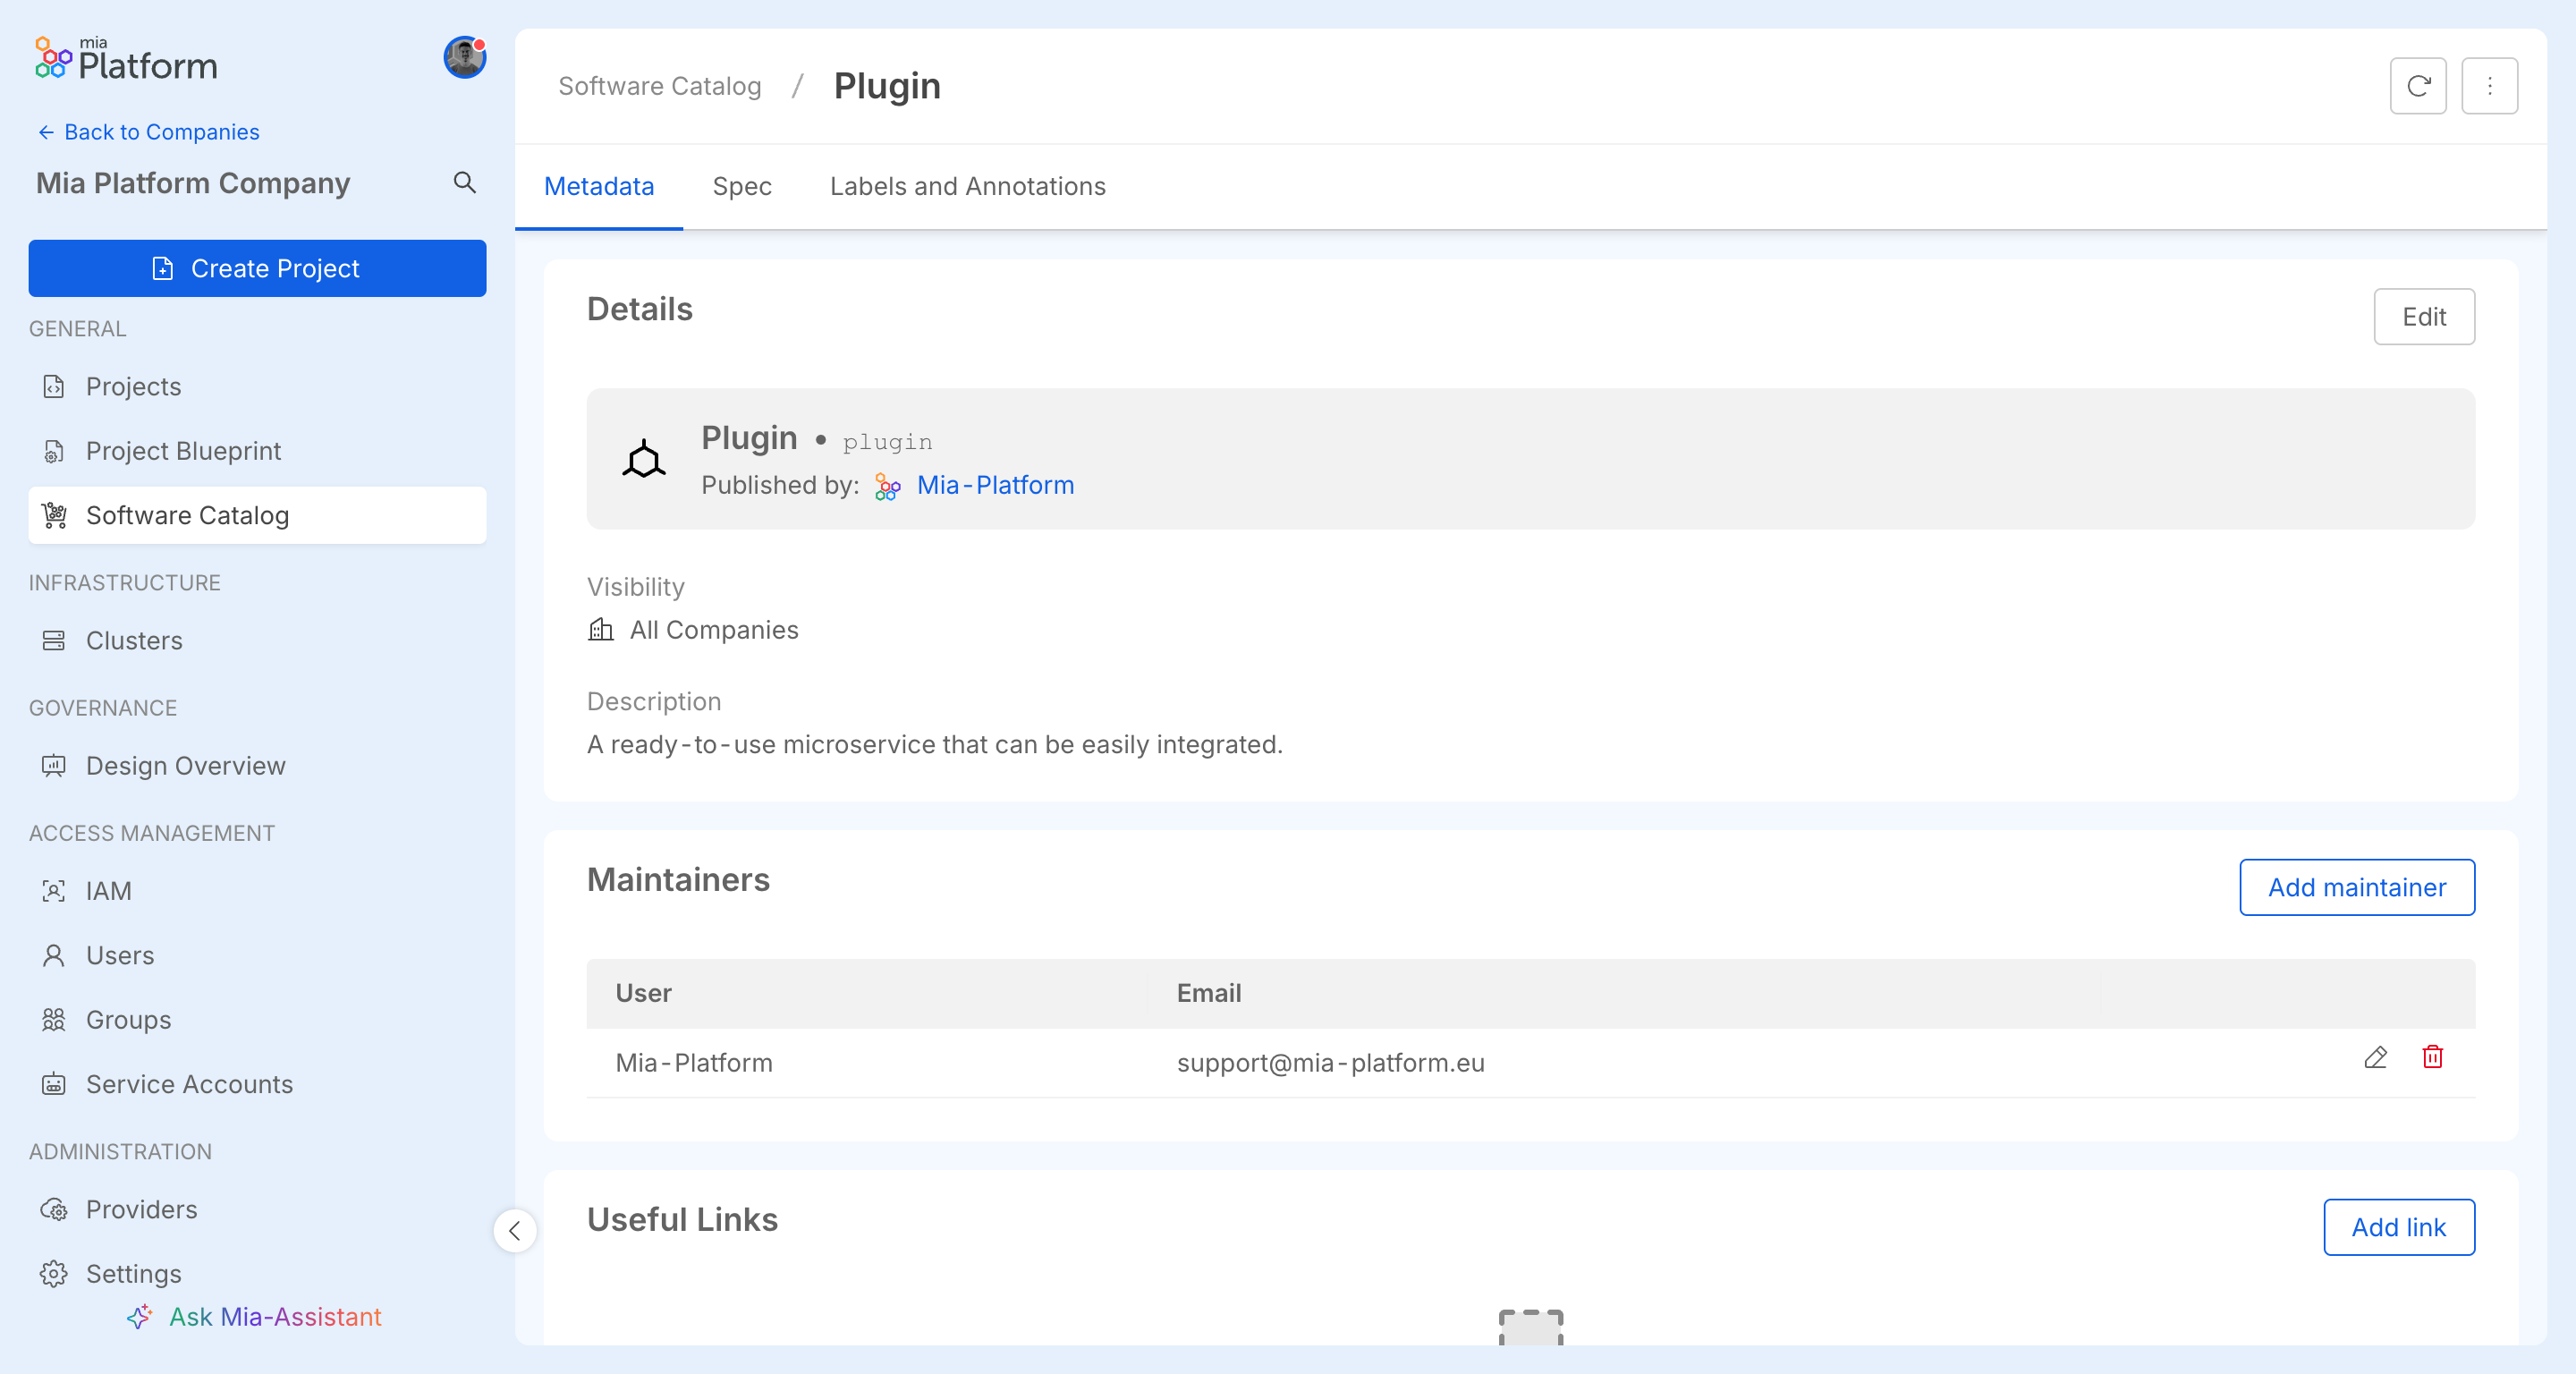 mia
Platform
Back to Companies
Mia Platform Company
Create Project
GENERAL
Projects
Project Blueprint
Software Catalog
INFRASTRUCTURE
Clusters
GOVERNANCE
Design Overview
ACCESS MANAGEMENT
IAM
Users
Groups
Service Accounts
ADMINISTRATION
Providers
Settings
Ask Mia-Assistant
Software Catalog / Plugin
Metadata Spec Labels and Annotations
Details
Edit
Plugin • plugin
Published by: Mia-Platform
Visibility
All Companies
Description
A ready-to-use microservice that can be easily integrated.
Maintainers
Add maintainer
User Email
Mia-Platform support@mia-platform.eu
Useful Links
Add link